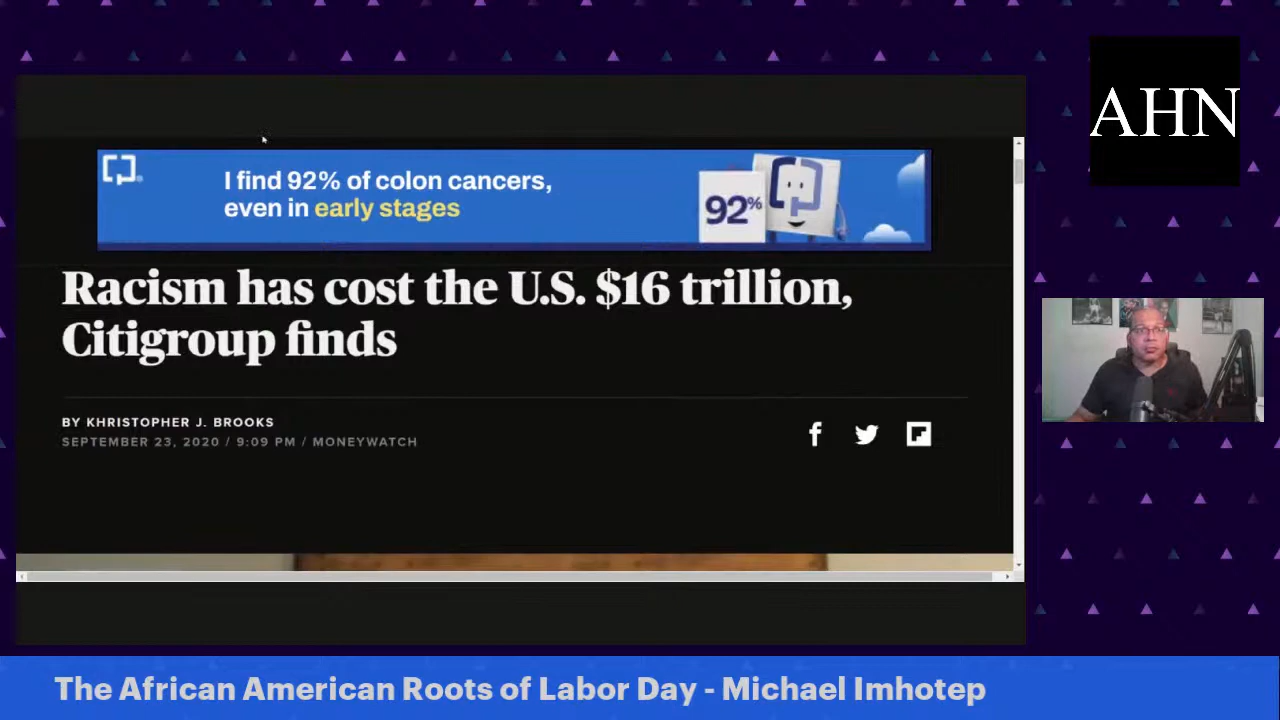 AHN
I find 92% of colon cancers,
even in early stages
92%
Racism has cost the U.S. $16 trillion,
Citigroup finds
BY KHRISTOPHER J. BROOKS
SEPTEMBER 23, 2020 / 9:09 PM / MONEYWATCH
The African American Roots of Labor Day - Michael Imhotep